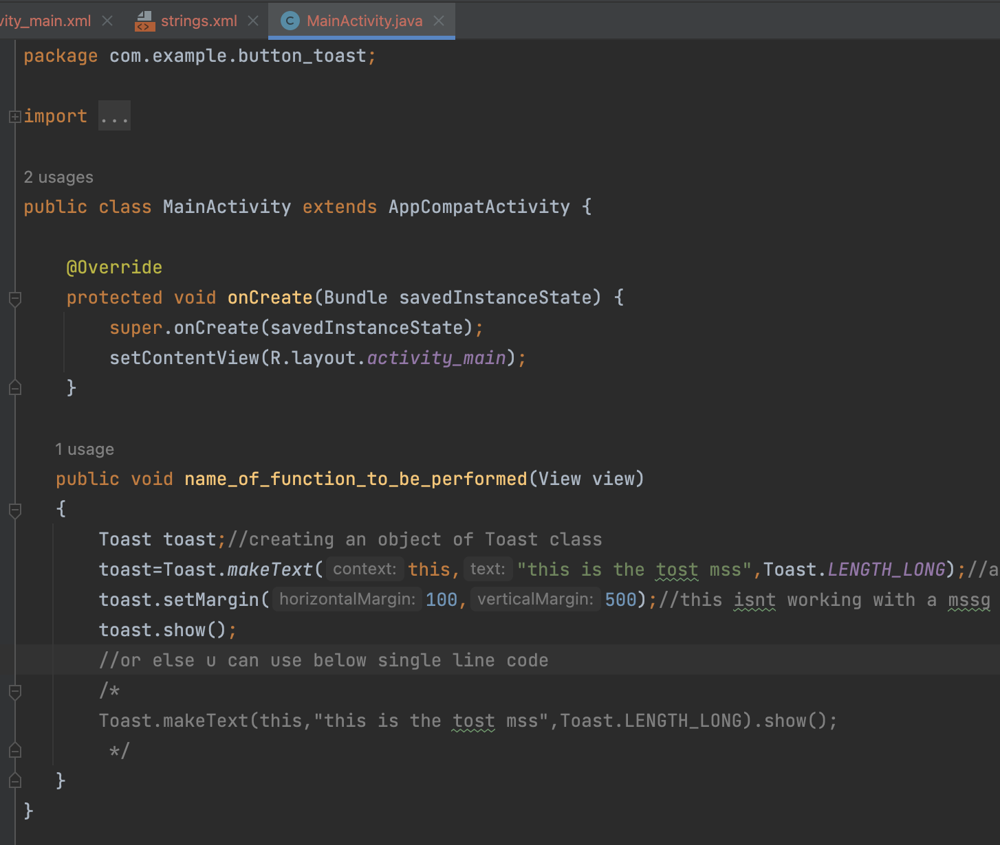 vity_main.xml strings.xml MainActivity.java
package com.example.button_toast;
import ...
2 usages
public class MainActivity extends AppCompatActivity {
@Override
protected void onCreate(Bundle savedInstanceState) {
super.onCreate(savedInstanceState);
setContentView(R.layout.activity_main);
}
1 usage
public void name_of_function_to_be_performed(View view)
{
Toast toast;//creating an object of Toast class
toast=Toast.makeText( context: this, text: "this is the tost mss",Toast.LENGTH_LONG);//a
toast.setMargin( horizontalMargin: 100, verticalMargin: 500);//this isnt working with a mssg
toast.show();
//or else u can use below single line code
/*
Toast.makeText(this,"this is the tost mss",Toast.LENGTH_LONG).show();
*/
}
}